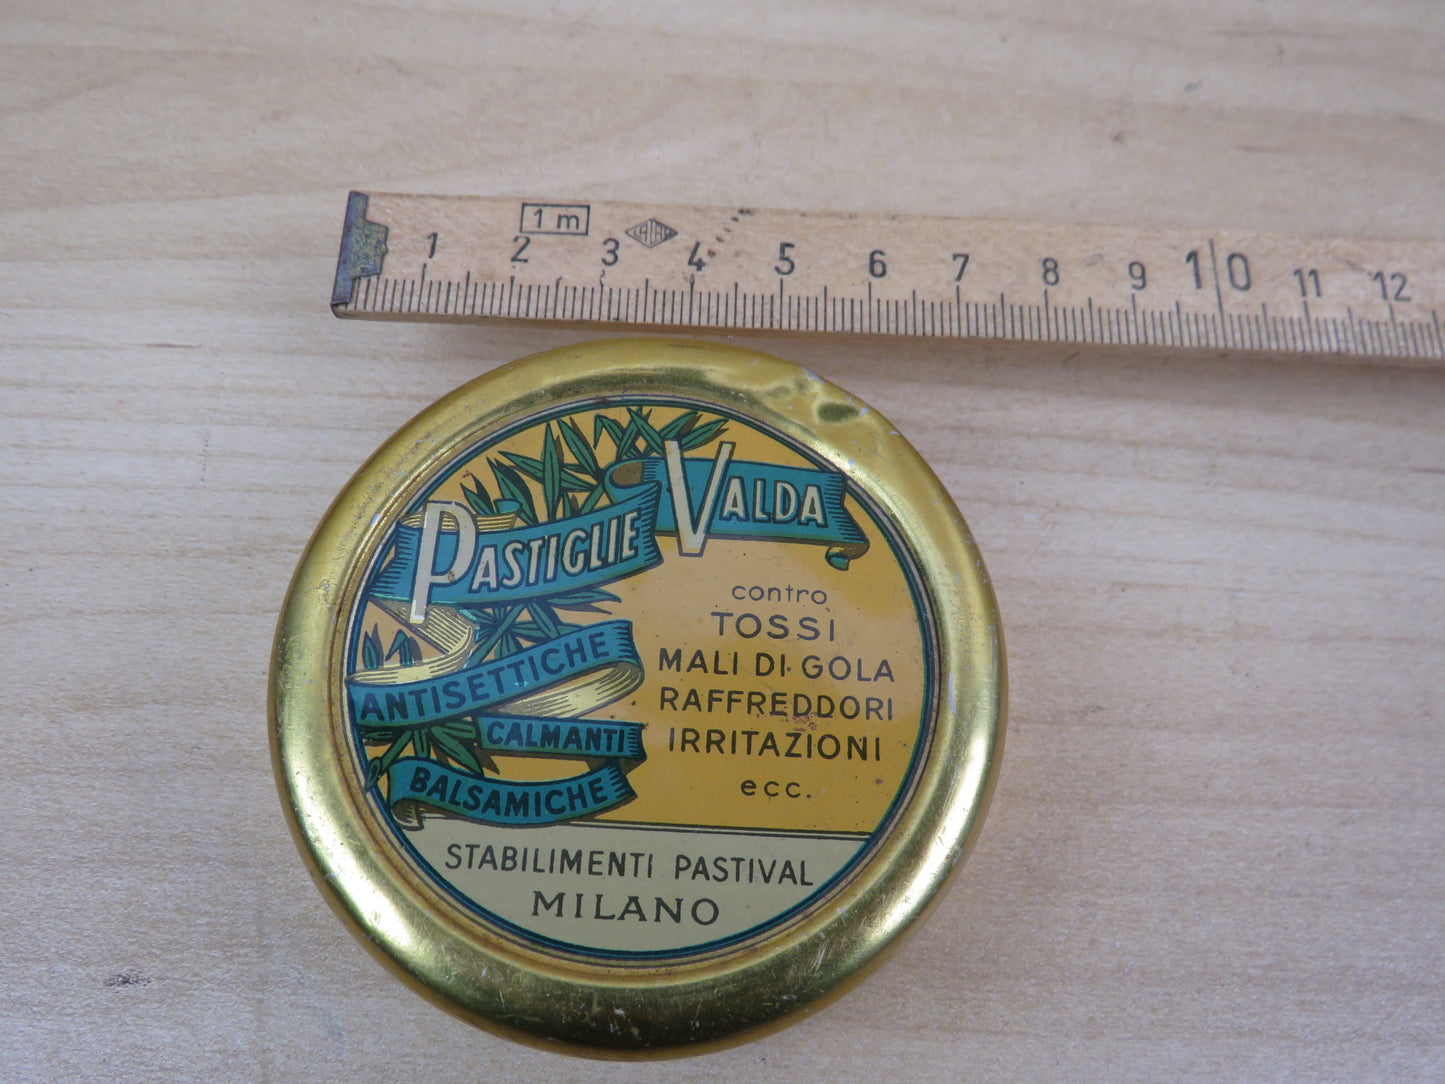 1 m
1 2 3 4 5 6 7 8 9 10 11 12
PASTIGLIE VALDA
contro
TOSSI
MALI DI GOLA
RAFFREDDORI
IRRITAZIONI
ecc.
ANTISETTICHE
CALMANTI
BALSAMICHE
STABILIMENTI PASTIVAL
MILANO